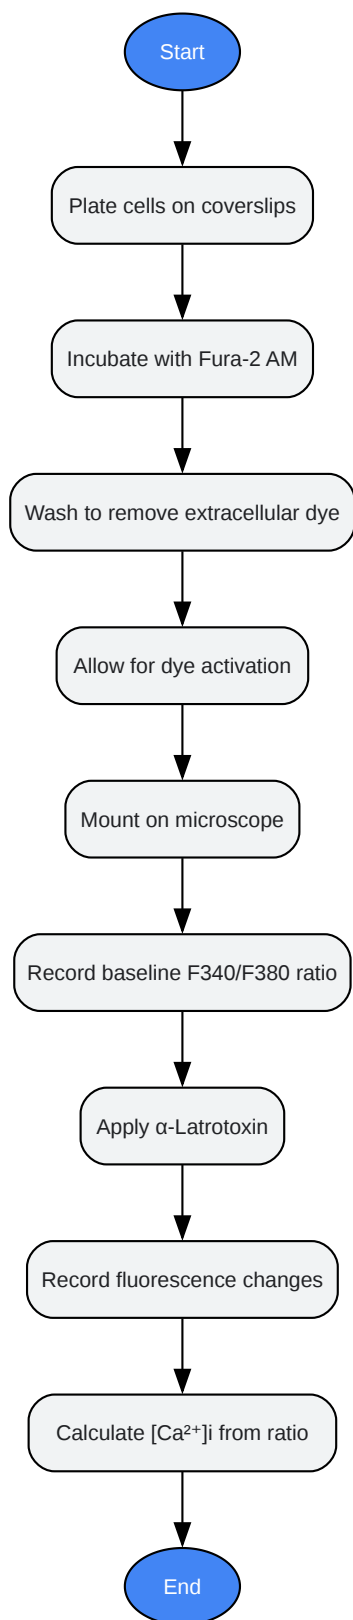 Start
Plate cells on coverslips
Incubate with Fura-2 AM
Wash to remove extracellular dye
Allow for dye activation
Mount on microscope
Record baseline F340/F380 ratio
Apply α-Latrotoxin
Record fluorescence changes
Calculate [Ca²⁺]i from ratio
End